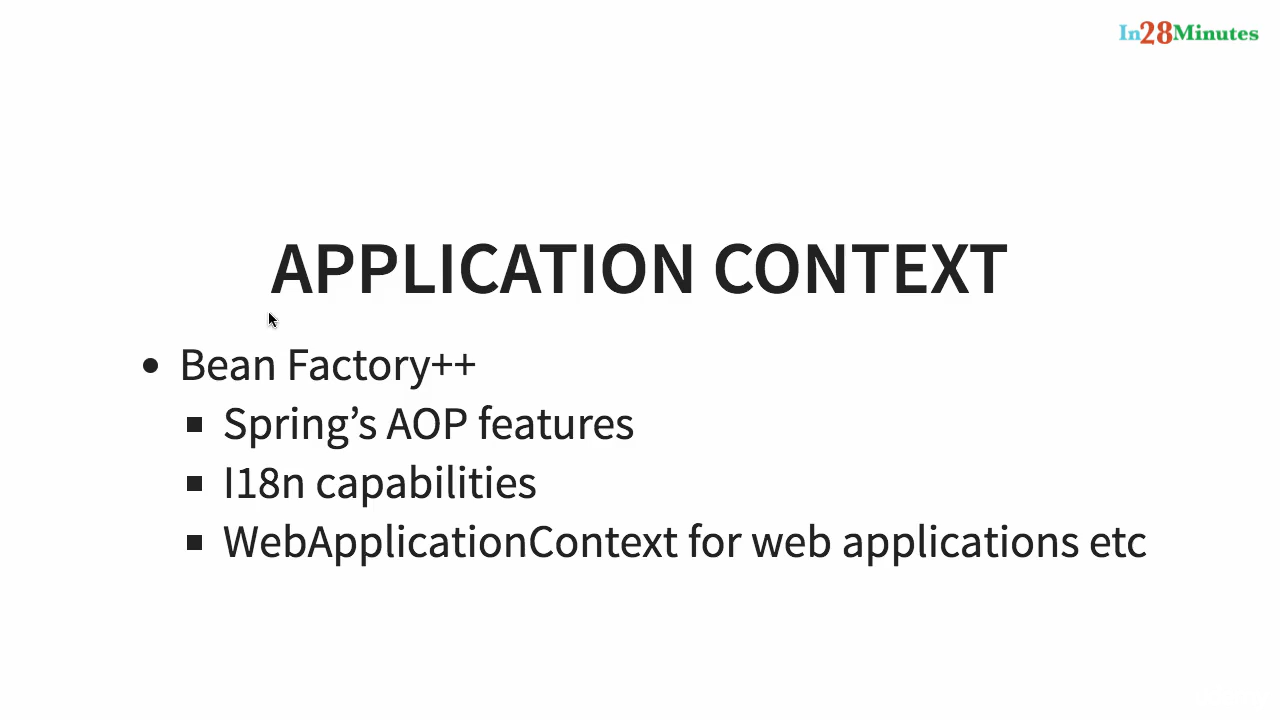 In28Minutes
APPLICATION CONTEXT
Bean Factory++
Spring’s AOP features
I18n capabilities
WebApplicationContext for web applications etc